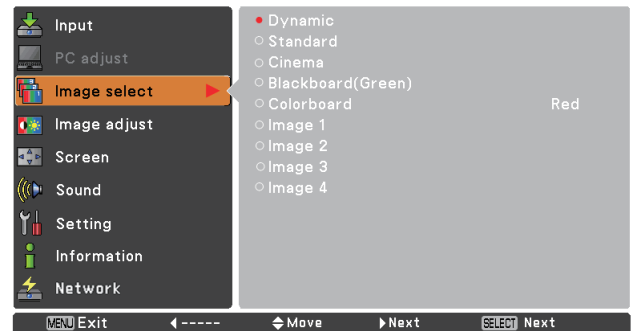 Input
PC adjust
Image select
Image adjust
Screen
Sound
Setting
Information
Network
Dynamic
Standard
Cinema
Blackboard(Green)
Colorboard Red
Image 1
Image 2
Image 3
Image 4
MENU Exit ----- Move Next SELECT Next